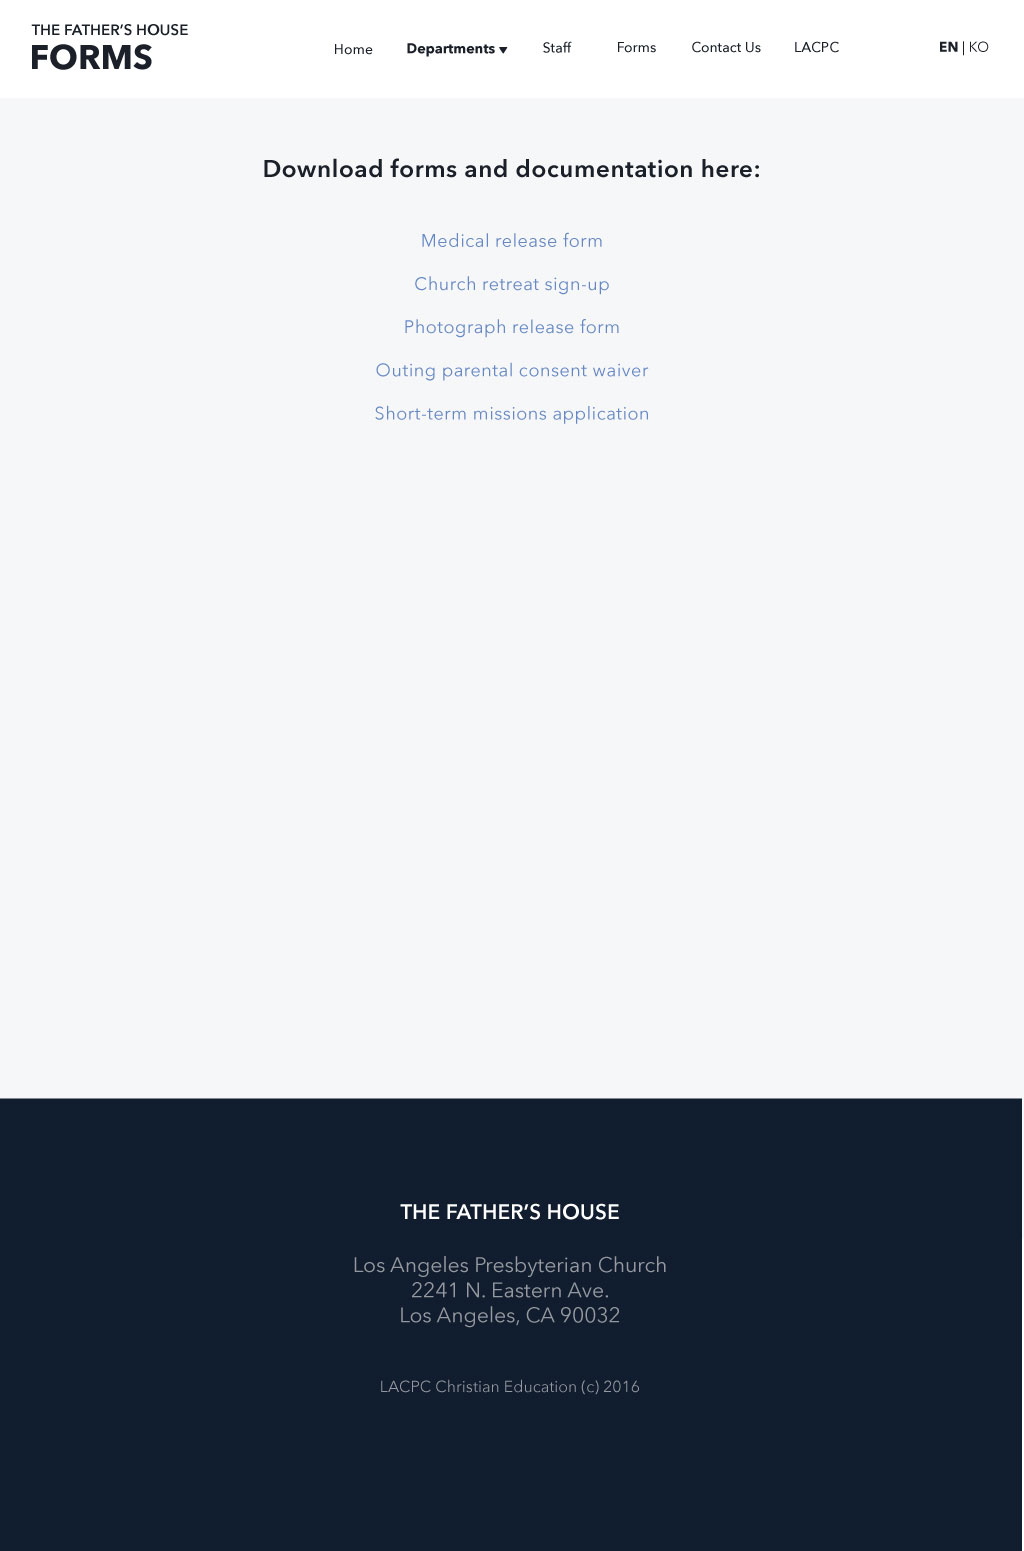 THE FATHER’S HOUSE
FORMS
Home Departments ▾ Staff Forms Contact Us LACPC EN | KO
Download forms and documentation here:
Medical release form
Church retreat sign-up
Photograph release form
Outing parental consent waiver
Short-term missions application
THE FATHER’S HOUSE
Los Angeles Presbyterian Church
2241 N. Eastern Ave.
Los Angeles, CA 90032
LACPC Christian Education (c) 2016